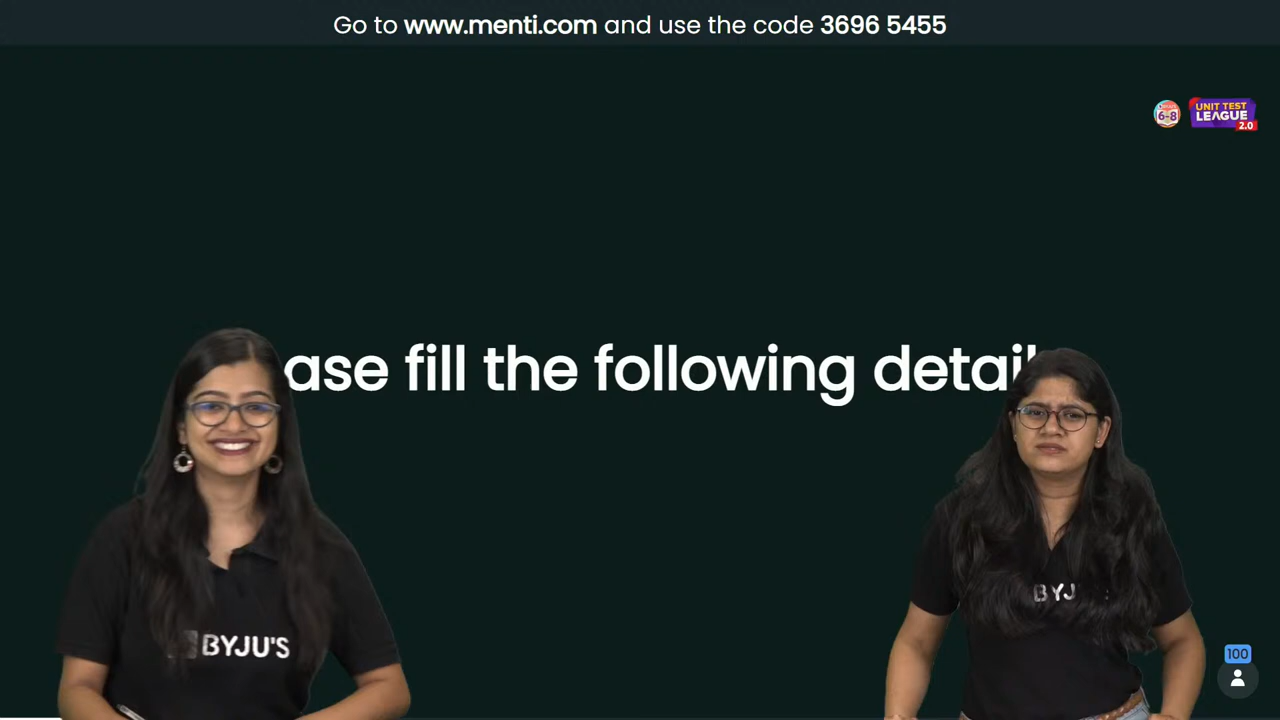 Go to www.menti.com and use the code 3696 5455
6-8
UNIT TEST
LEAGUE
2.0
ase fill the following detail
BYJU'S
BYJ
100